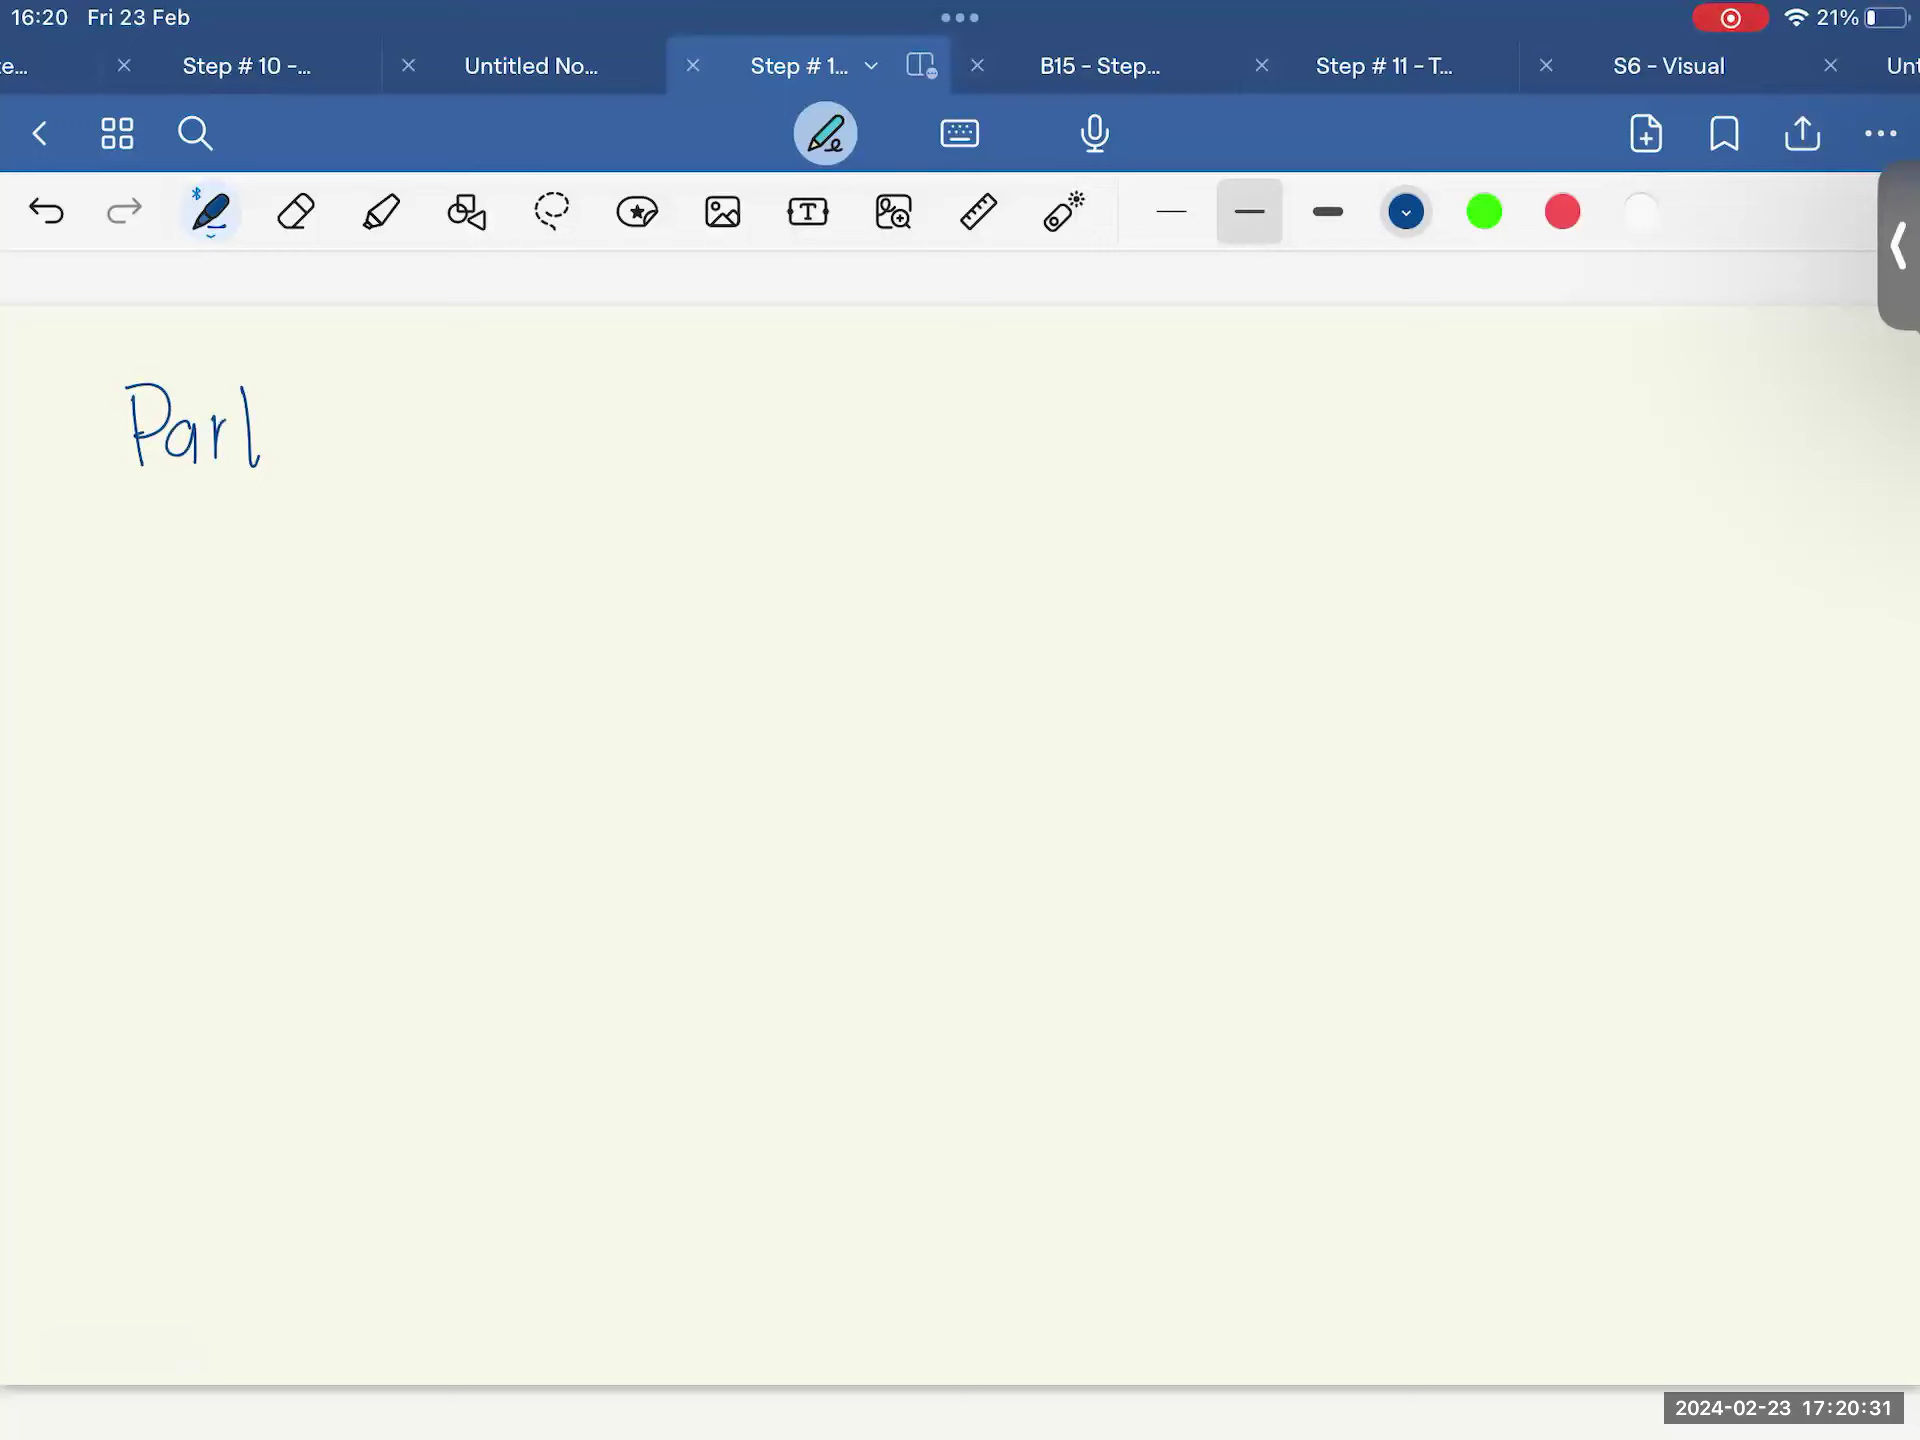 16:20 Fri 23 Feb
21%
e... Step # 10 -... Untitled No... Step # 1... B15 - Step... Step # 11 - T... S6 - Visual Unt
Parl
2024-02-23 17:20:31